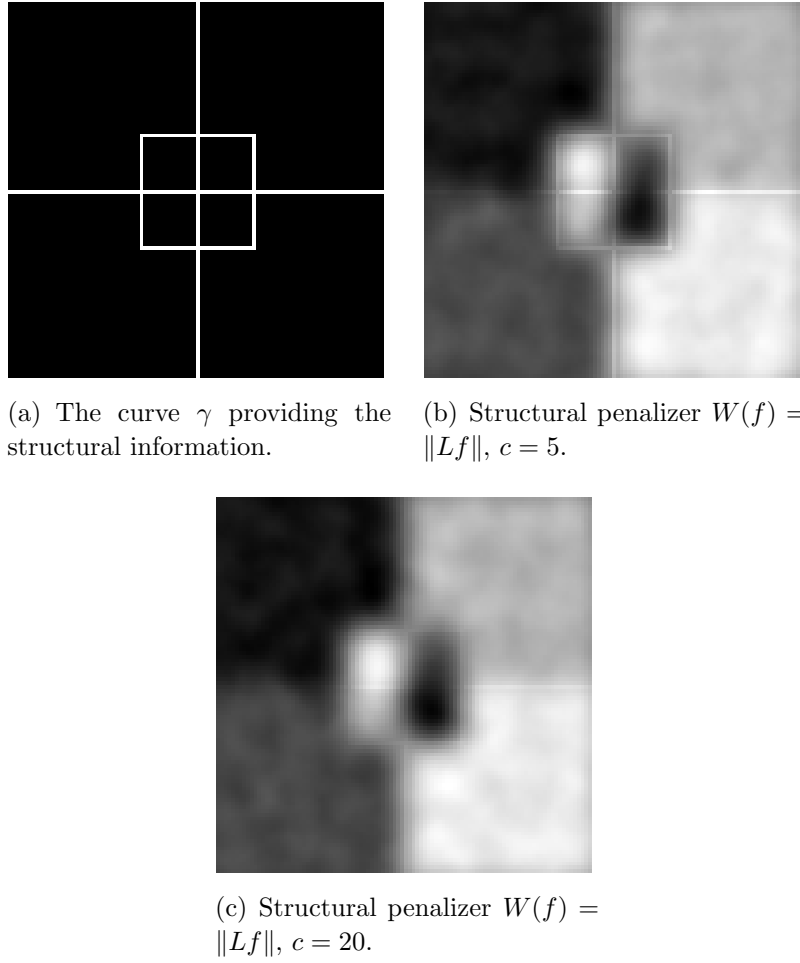 (a) The curve γ providing the
structural information.
(b) Structural penalizer W(f) =
‖Lf‖, c = 5.
(c) Structural penalizer W(f) =
‖Lf‖, c = 20.